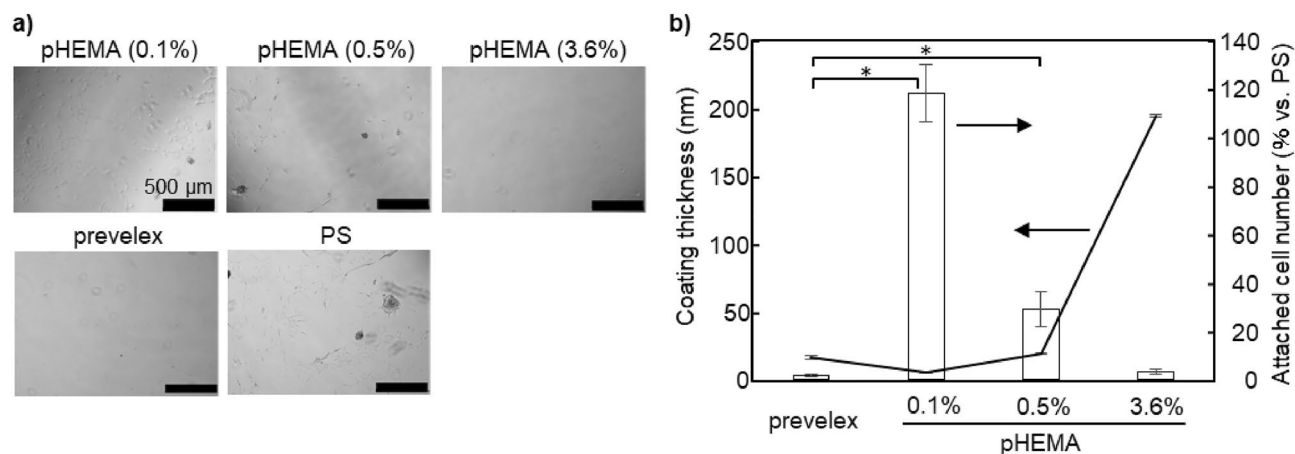 a)
pHEMA (0.1%) pHEMA (0.5%) pHEMA (3.6%)
500 μm
prevelex PS
b)
Coating thickness (nm)
250
200
150
100
50
0
* 
*
140
120
100
80
60
40
20
0
Attached cell number (% vs. PS)
prevelex 0.1% 0.5% 3.6%
pHEMA